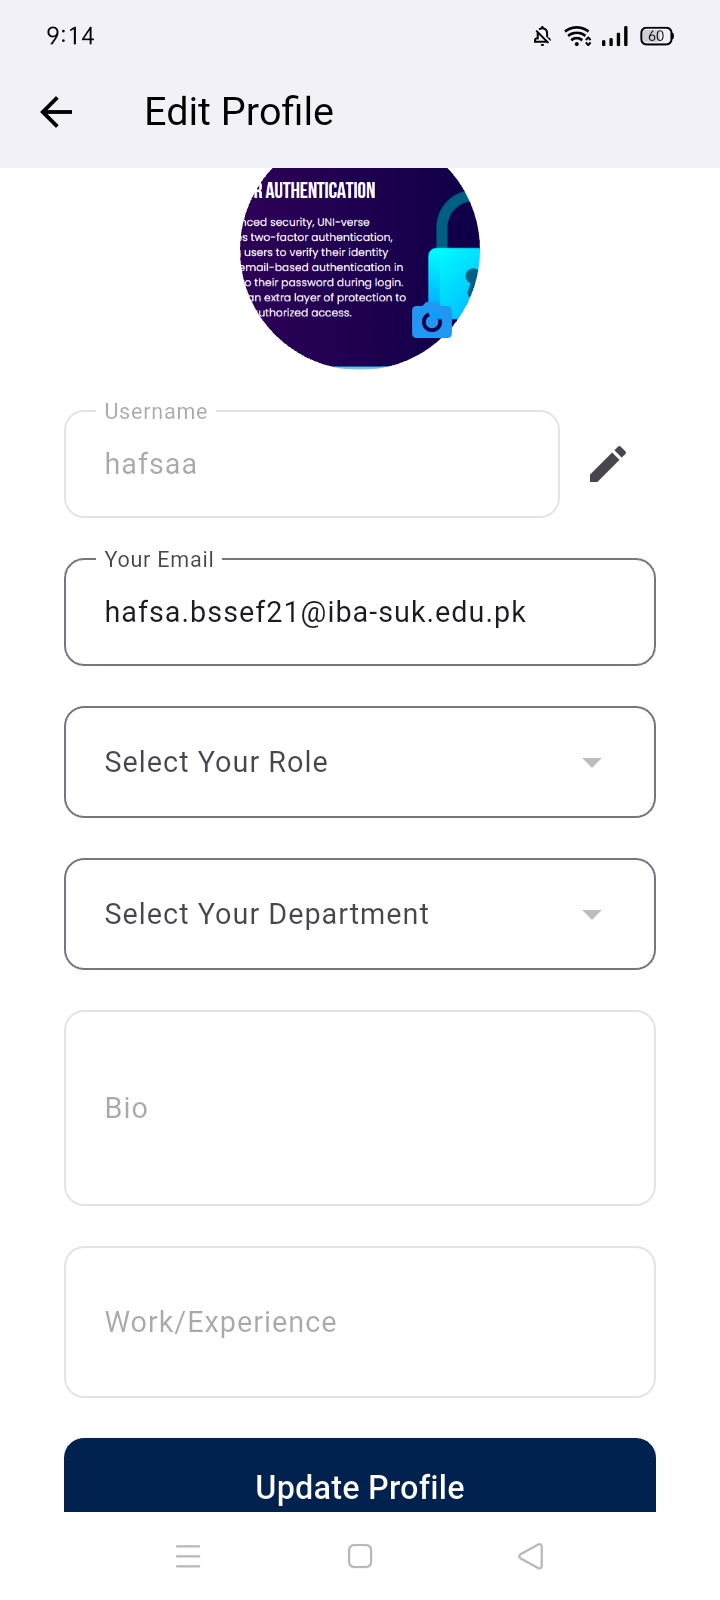 9:14
60
Edit Profile
R AUTHENTICATION
nced security, UNI-verse
s two-factor authentication,
users to verify their identity
email-based authentication in
o their password during login.
an extra layer of protection to
uthorized access.
Username
hafsaa
Your Email
hafsa.bssef21@iba-suk.edu.pk
Select Your Role
Select Your Department
Bio
Work/Experience
Update Profile